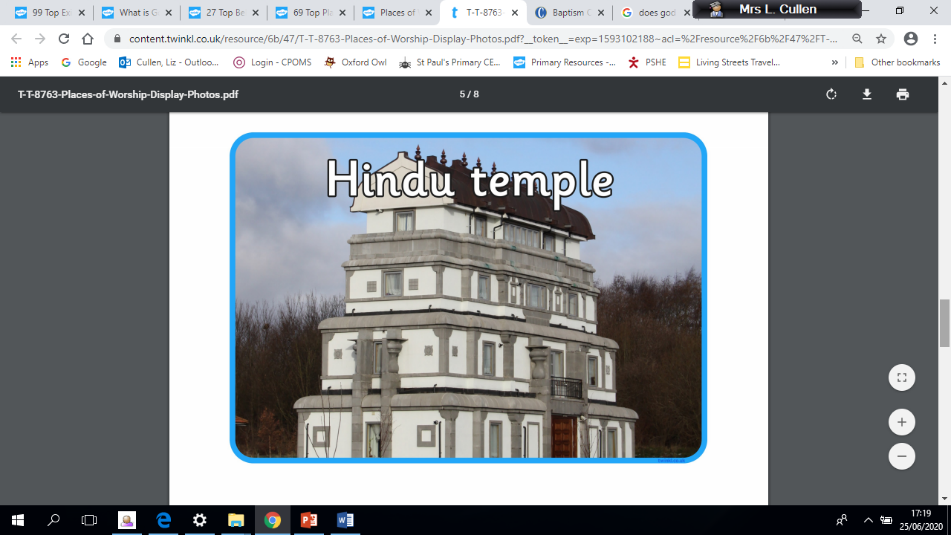 99 Top Ex
What is G
27 Top Be
69 Top Pla
Places of
T-T-8763
Baptism C
does god
Mrs L. Cullen
content.twinkl.co.uk/resource/6b/47/T-T-8763-Places-of-Worship-Display-Photos.pdf?__token__=exp=1593102188~acl=%2Fresource%2F6b%2F47%2FT-...
Apps
Google
Cullen, Liz - Outloo...
Login - CPOMS
Oxford Owl
St Paul's Primary CE...
Primary Resources -...
PSHE
Living Streets Travel...
»
Other bookmarks
T-T-8763-Places-of-Worship-Display-Photos.pdf
5 / 8
Hindu temple
17:19
25/06/2020